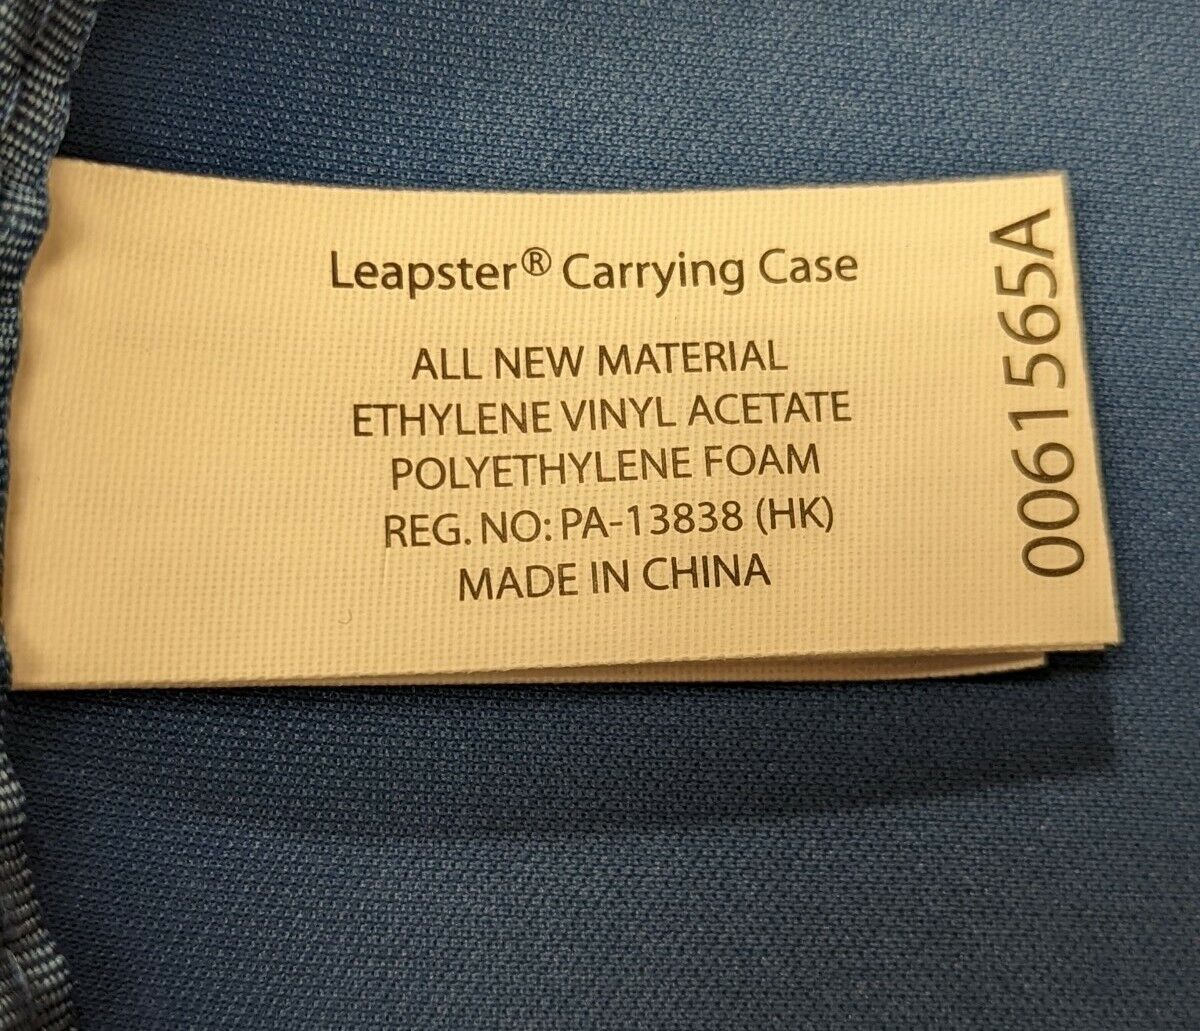 Leapster® Carrying Case
ALL NEW MATERIAL
ETHYLENE VINYL ACETATE
POLYETHYLENE FOAM
REG. NO: PA-13838 (HK)
MADE IN CHINA
0061565A